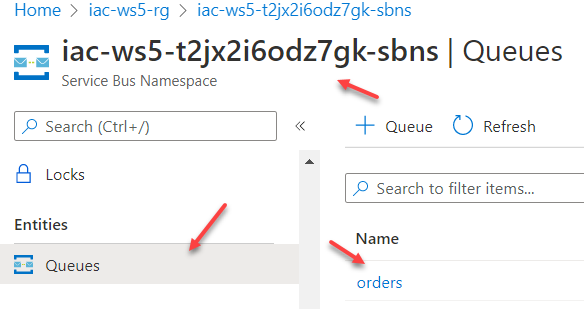 Home > iac-ws5-rg > iac-ws5-t2jx2i6odz7gk-sbns
iac-ws5-t2jx2i6odz7gk-sbns | Queues
Service Bus Namespace
Search (Ctrl+/)
«
+ Queue Refresh
Locks
Search to filter items...
Entities
Name
Queues
orders